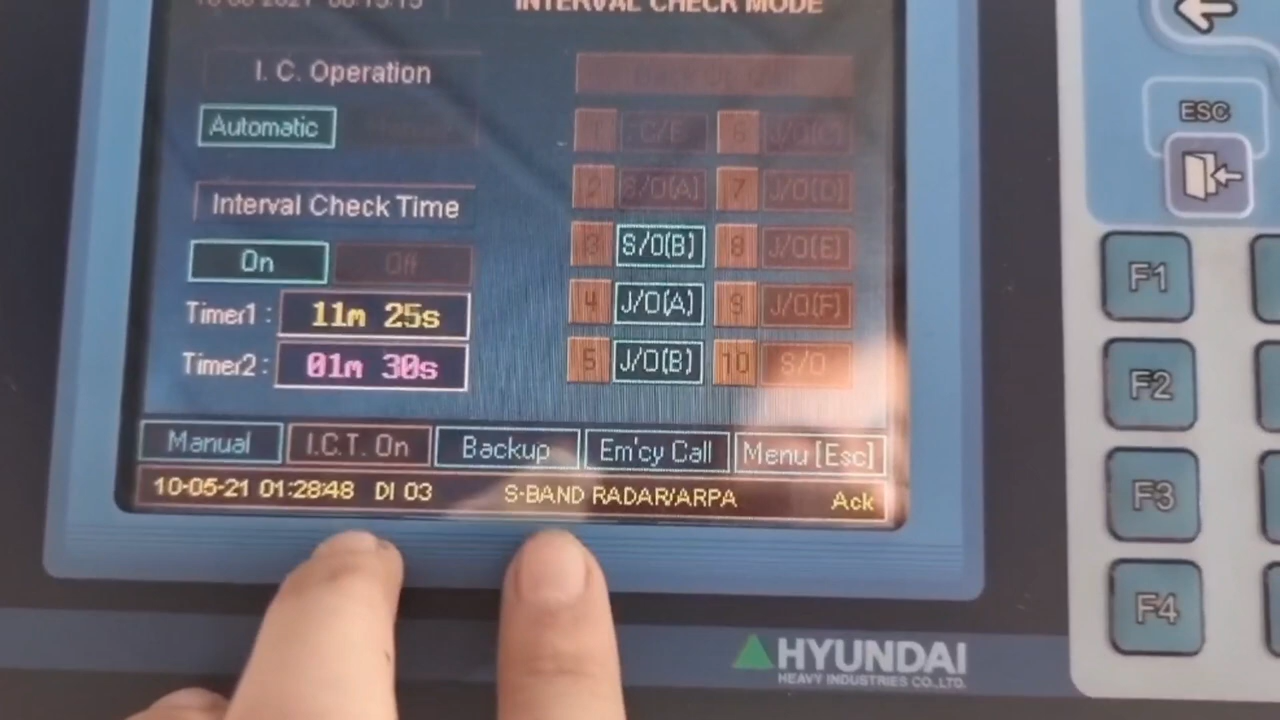 INTERVAL CHECK MODE
I. C. Operation
Automatic
Interval Check Time
On Off
Timer1 : 11m 25s
Timer2 : 01m 30s
1 C/E 6 J/O(C)
2 S/O(A) 7 J/O(D)
3 S/O(B) 8 J/O(E)
4 J/O(A) 9 J/O(F)
5 J/O(B) 10 S/O
Manual I.C.T. On Backup Em'cy Call Menu [Esc]
10-05-21 01:28:48 DI 03 S-BAND RADAR/ARPA Ack
HYUNDAI
HEAVY INDUSTRIES CO.,LTD.
ESC
F1
F2
F3
F4